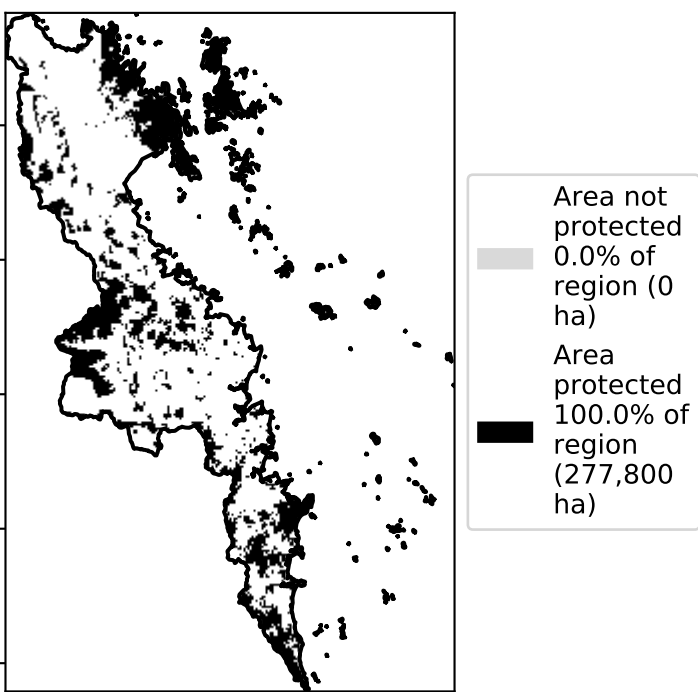 Area not
protected
0.0% of
region (0
ha)
Area
protected
100.0% of
region
(277,800
ha)